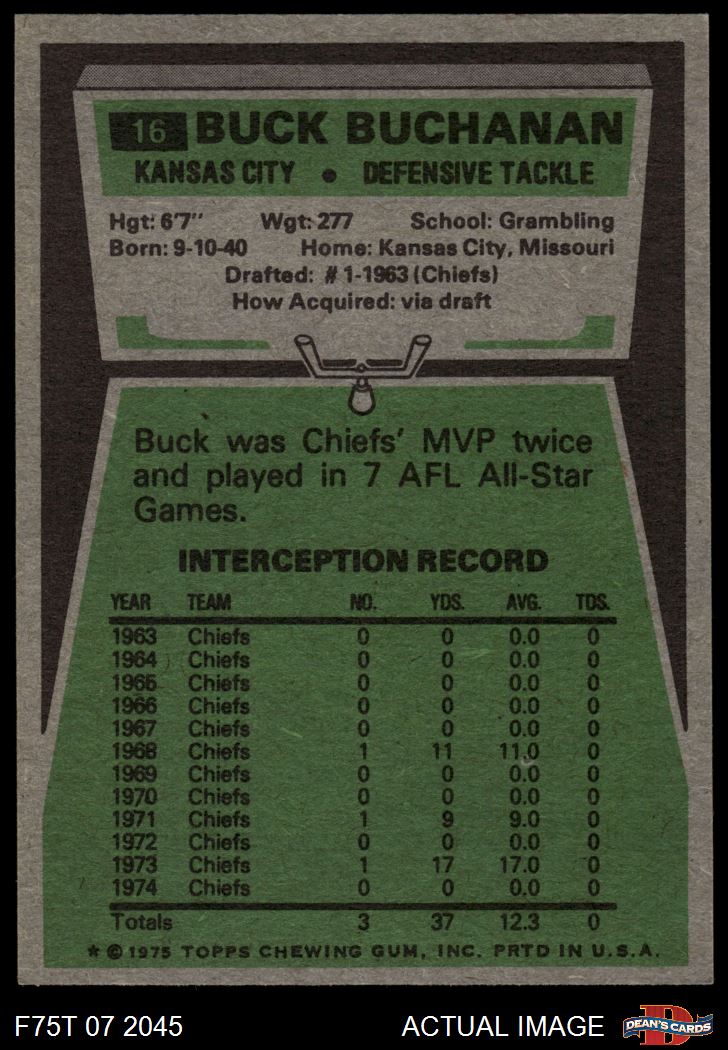 16 BUCK BUCHANAN
KANSAS CITY • DEFENSIVE TACKLE
Hgt: 6'7" Wgt: 277 School: Grambling
Born: 9-10-40 Home: Kansas City, Missouri
Drafted: #1-1963 (Chiefs)
How Acquired: via draft
Buck was Chiefs' MVP twice
and played in 7 AFL All-Star
Games.
INTERCEPTION RECORD
YEAR TEAM NO. YDS. AVG. TDS.
1963 Chiefs 0 0 0.0 0
1964 Chiefs 0 0 0.0 0
1965 Chiefs 0 0 0.0 0
1966 Chiefs 0 0 0.0 0
1967 Chiefs 0 0 0.0 0
1968 Chiefs 1 11 11.0 0
1969 Chiefs 0 0 0.0 0
1970 Chiefs 0 0 0.0 0
1971 Chiefs 1 9 9.0 0
1972 Chiefs 0 0 0.0 0
1973 Chiefs 1 17 17.0 0
1974 Chiefs 0 0 0.0 0
Totals 3 37 12.3 0
* © 1975 TOPPS CHEWING GUM, INC. PRTD IN U.S.A.
F75T 07 2045 ACTUAL IMAGE D DEAN'S CARDS